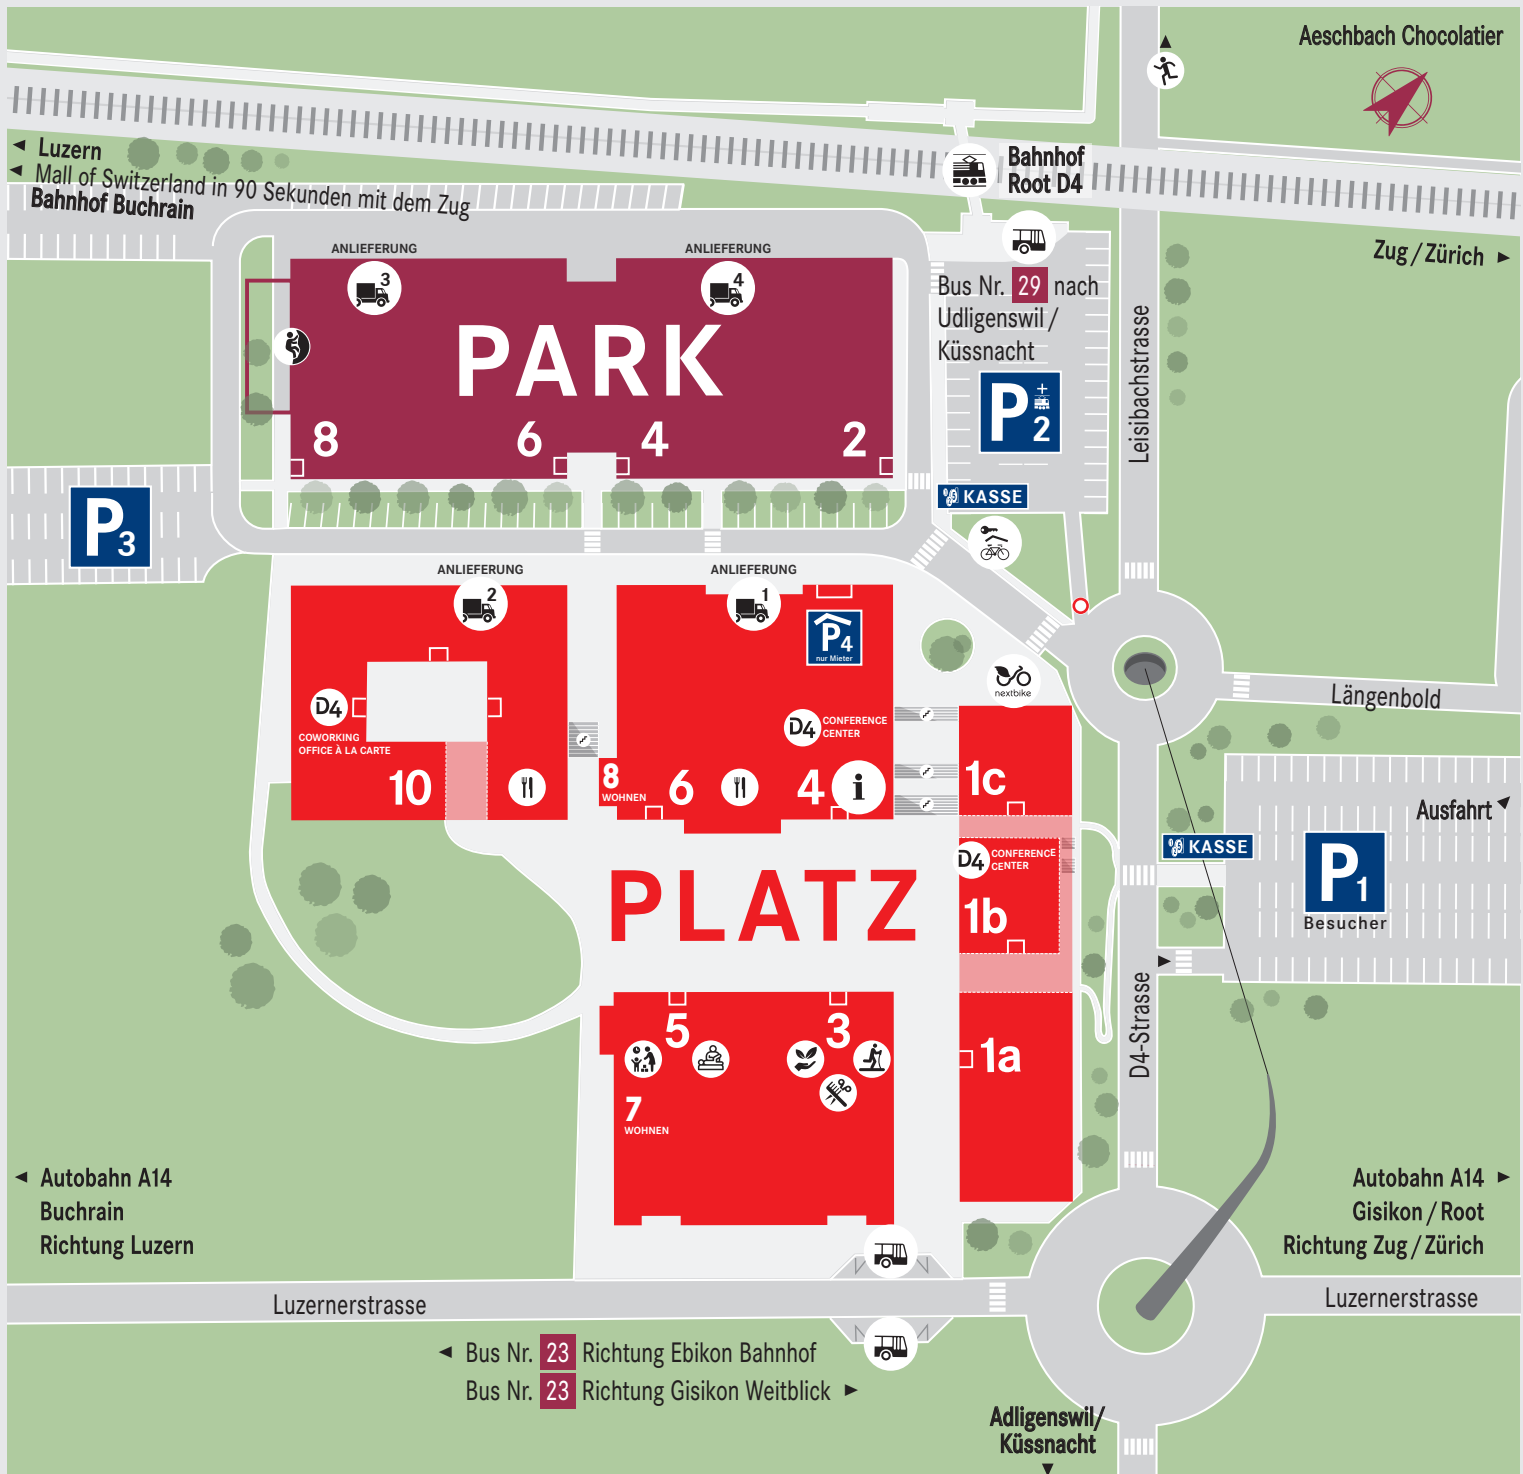 Aeschbach Chocolatier
Luzern
Mall of Switzerland in 90 Sekunden mit dem Zug
Bahnhof Buchrain
Bahnhof
Root D4
Zug / Zürich
ANLIEFERUNG
3
ANLIEFERUNG
4
PARK
8
6
4
2
Bus Nr. 29 nach
Udligenswil /
Küssnacht
P+
2
KASSE
Leisibachstrasse
P3
ANLIEFERUNG
2
ANLIEFERUNG
1
P4
nur Mieter
nextbike
Längenbold
D4
COWORKING
OFFICE À LA CARTE
10
D4 CONFERENCE
CENTER
8
WOHNEN
6
4
i
1c
D4 CONFERENCE
CENTER
1b
1a
PLATZ
5
3
7
WOHNEN
KASSE
Ausfahrt
P1
Besucher
D4-Strasse
Autobahn A14
Buchrain
Richtung Luzern
Autobahn A14
Gisikon / Root
Richtung Zug / Zürich
Luzernerstrasse
Luzernerstrasse
Bus Nr. 23 Richtung Ebikon Bahnhof
Bus Nr. 23 Richtung Gisikon Weitblick
Adligenswil/
Küssnacht